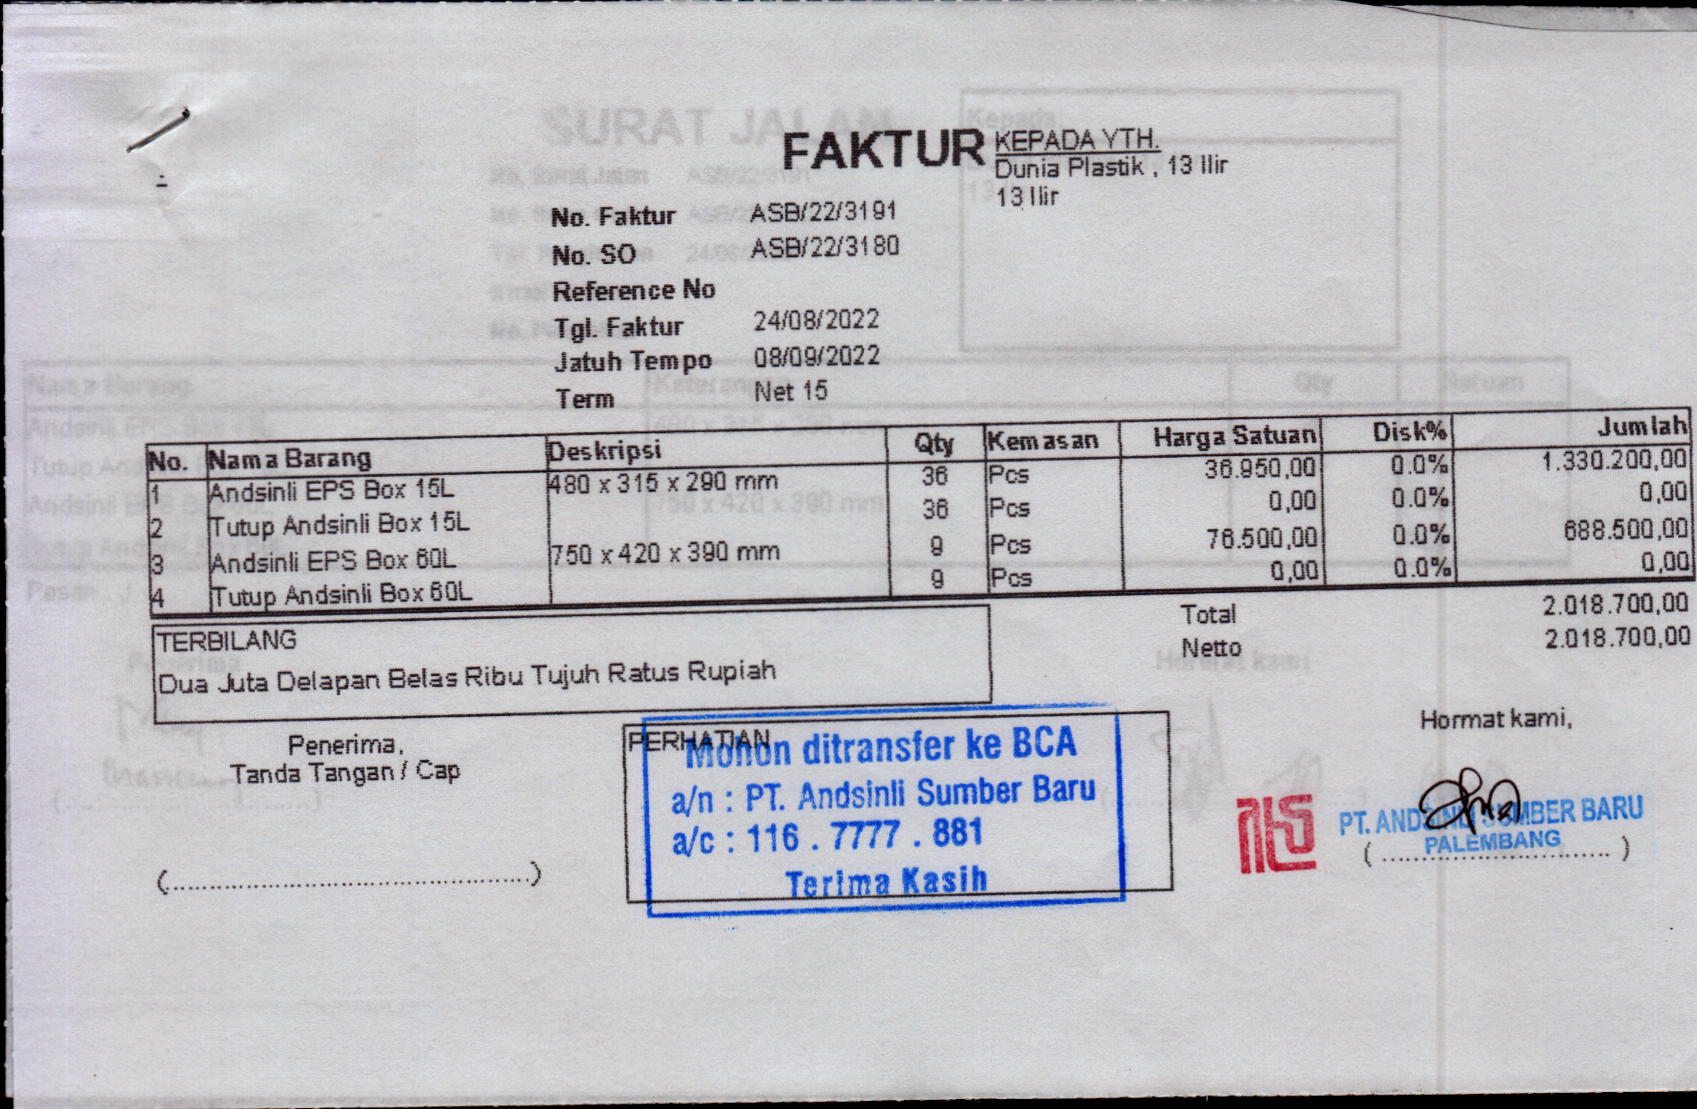 FAKTUR
KEPADA YTH.
Dunia Plastik , 13 Ilir
13 Ilir
No. Faktur ASB/22/3191
No. SO ASB/22/3180
Reference No
Tgl. Faktur 24/08/2022
Jatuh Tempo 08/09/2022
Term Net 15
No. Nama Barang Deskripsi Qty Kemasan Harga Satuan Disk% Jumlah
1 Andsinli EPS Box 15L 480 x 315 x 290 mm 36 Pcs 36.950,00 0.0% 1.330.200,00
2 Tutup Andsinli Box 15L 36 Pcs 0,00 0.0% 0,00
3 Andsinli EPS Box 60L 750 x 420 x 390 mm 9 Pcs 76.500,00 0.0% 688.500,00
4 Tutup Andsinli Box 60L 9 Pcs 0,00 0.0% 0,00
Total 2.018.700,00
Netto 2.018.700,00
TERBILANG
Dua Juta Delapan Belas Ribu Tujuh Ratus Rupiah
Penerima,
Tanda Tangan / Cap
(................................................)
PERHATIAN
Mohon ditransfer ke BCA
a/n : PT. Andsinli Sumber Baru
a/c : 116 . 7777 . 881
Terima Kasih
Hormat kami,
PT. ANDSINLI SUMBER BARU
PALEMBANG
( .............................. )